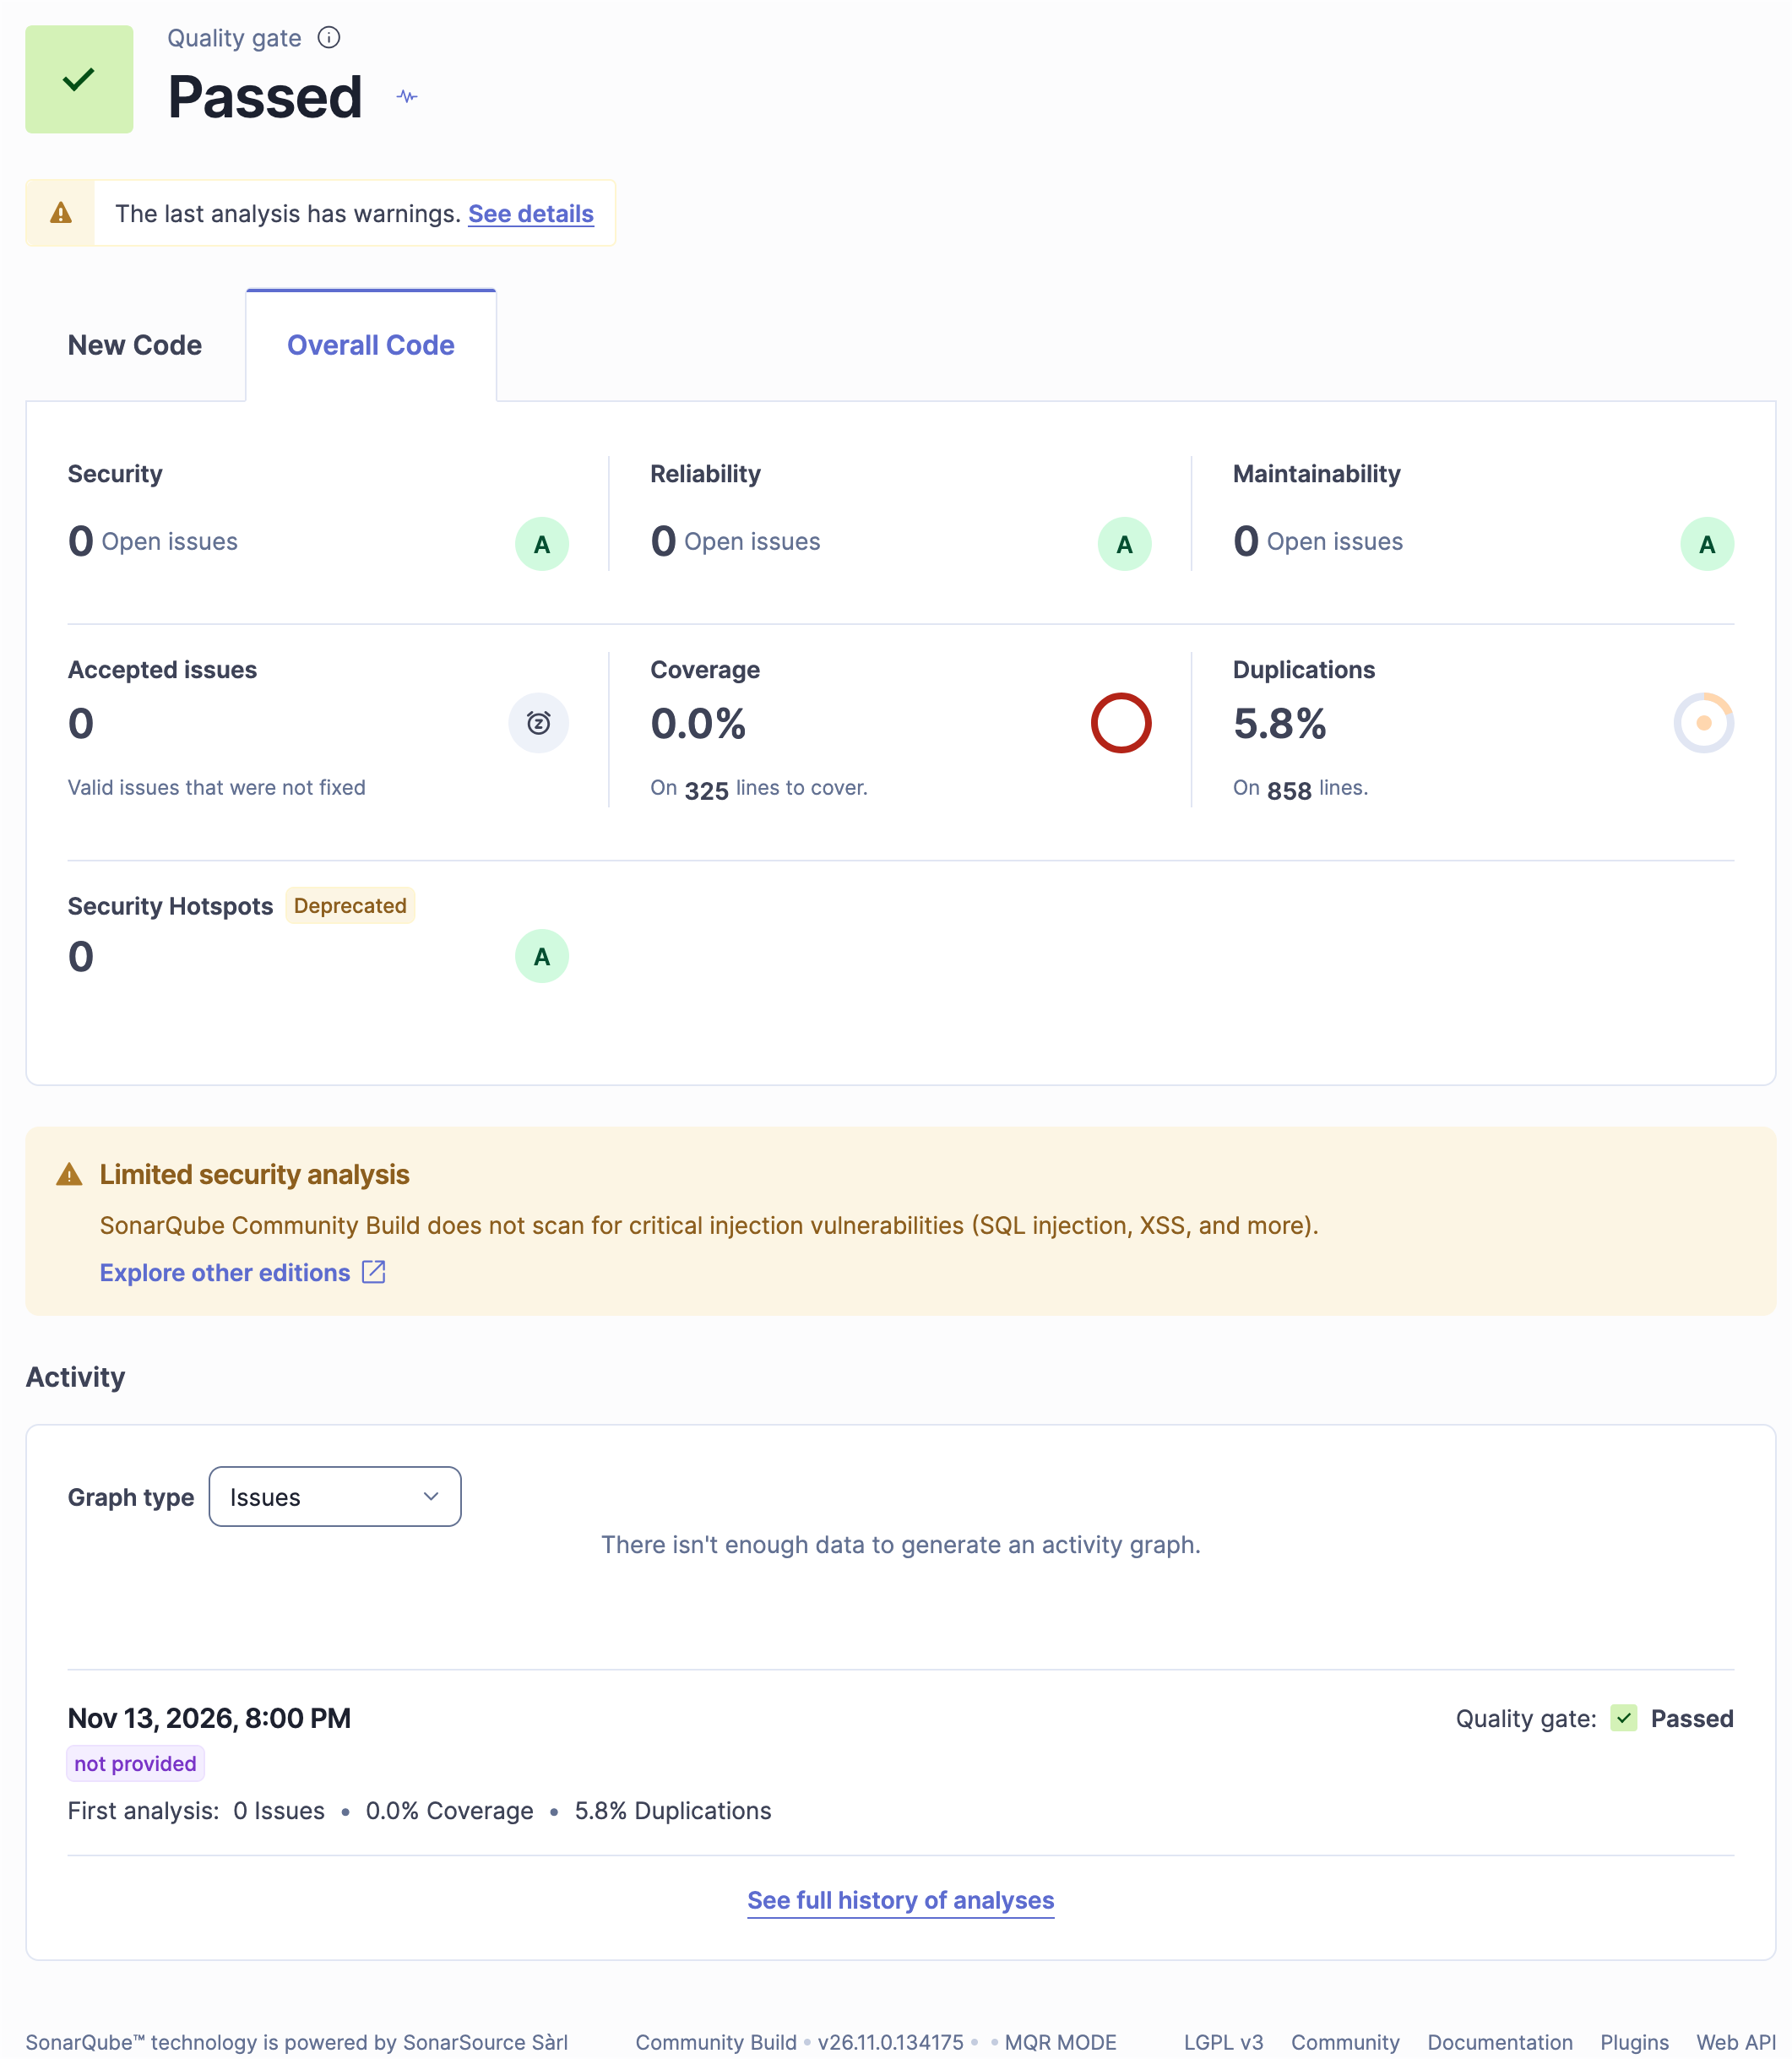 Quality gate
Passed
The last analysis has warnings. See details
New Code
Overall Code
Security
0 Open issues
A
Reliability
0 Open issues
A
Maintainability
0 Open issues
A
Accepted issues
0
Valid issues that were not fixed
Coverage
0.0%
On 325 lines to cover.
Duplications
5.8%
On 858 lines.
Security Hotspots Deprecated
0
A
Limited security analysis
SonarQube Community Build does not scan for critical injection vulnerabilities (SQL injection, XSS, and more).
Explore other editions
Activity
Graph type Issues
There isn't enough data to generate an activity graph.
Nov 13, 2026, 8:00 PM
Quality gate: Passed
not provided
First analysis: 0 Issues • 0.0% Coverage • 5.8% Duplications
See full history of analyses
SonarQube™ technology is powered by SonarSource Sàrl Community Build • v26.11.0.134175 • • MQR MODE LGPL v3 Community Documentation Plugins Web API